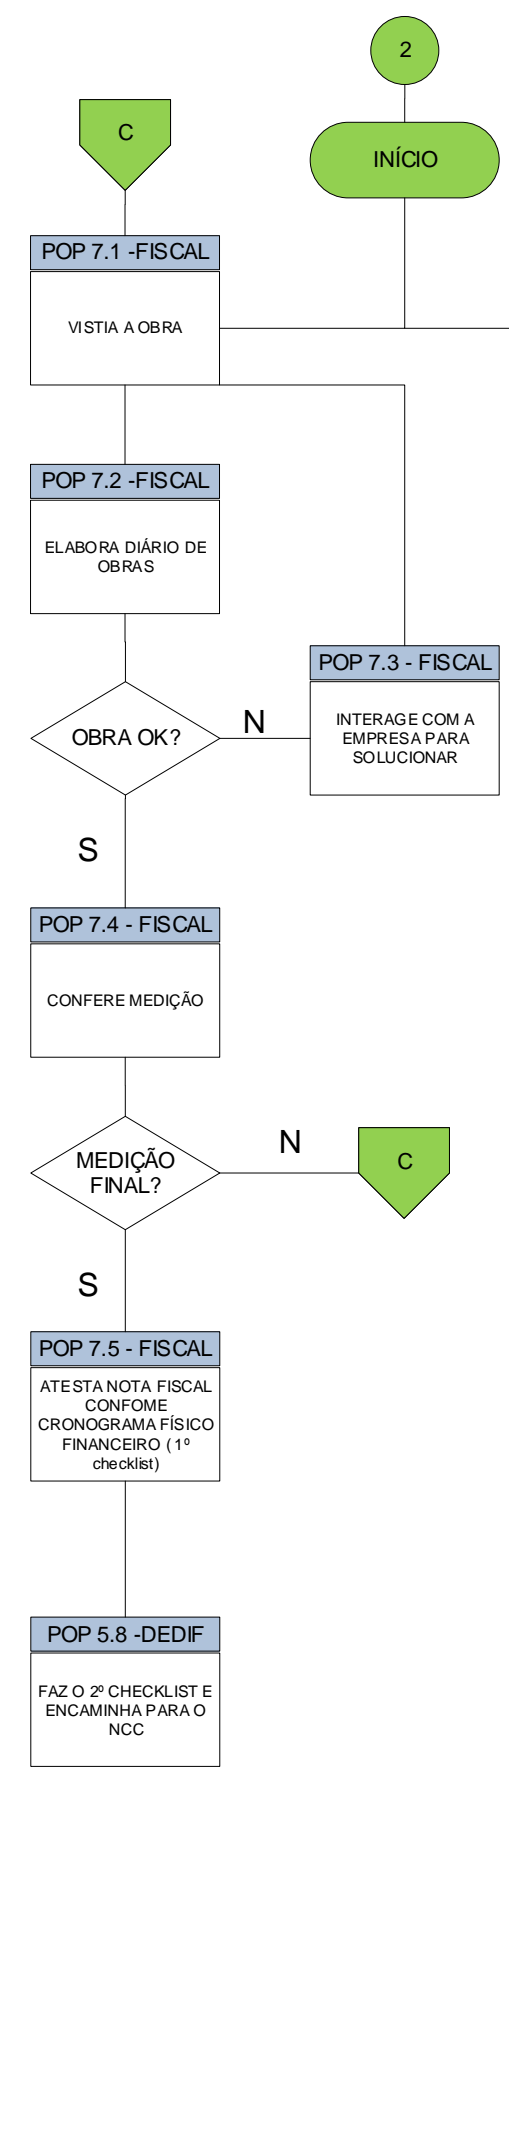 2
C
INÍCIO
POP 7.1 -FISCAL
VISTIA A OBRA
POP 7.2 -FISCAL
ELABORA DIÁRIO DE
OBRAS
POP 7.3 - FISCAL
INTERAGE COM A
EMPRESA PARA
SOLUCIONAR
OBRA OK?
N
S
POP 7.4 - FISCAL
CONFERE MEDIÇÃO
MEDIÇÃO
FINAL?
N
C
S
POP 7.5 - FISCAL
ATESTA NOTA FISCAL
CONFOME
CRONOGRAMA FÍSICO
FINANCEIRO ( 1º
checklist)
POP 5.8 -DEDIF
FAZ O 2º CHECKLIST E
ENCAMINHA PARA O
NCC